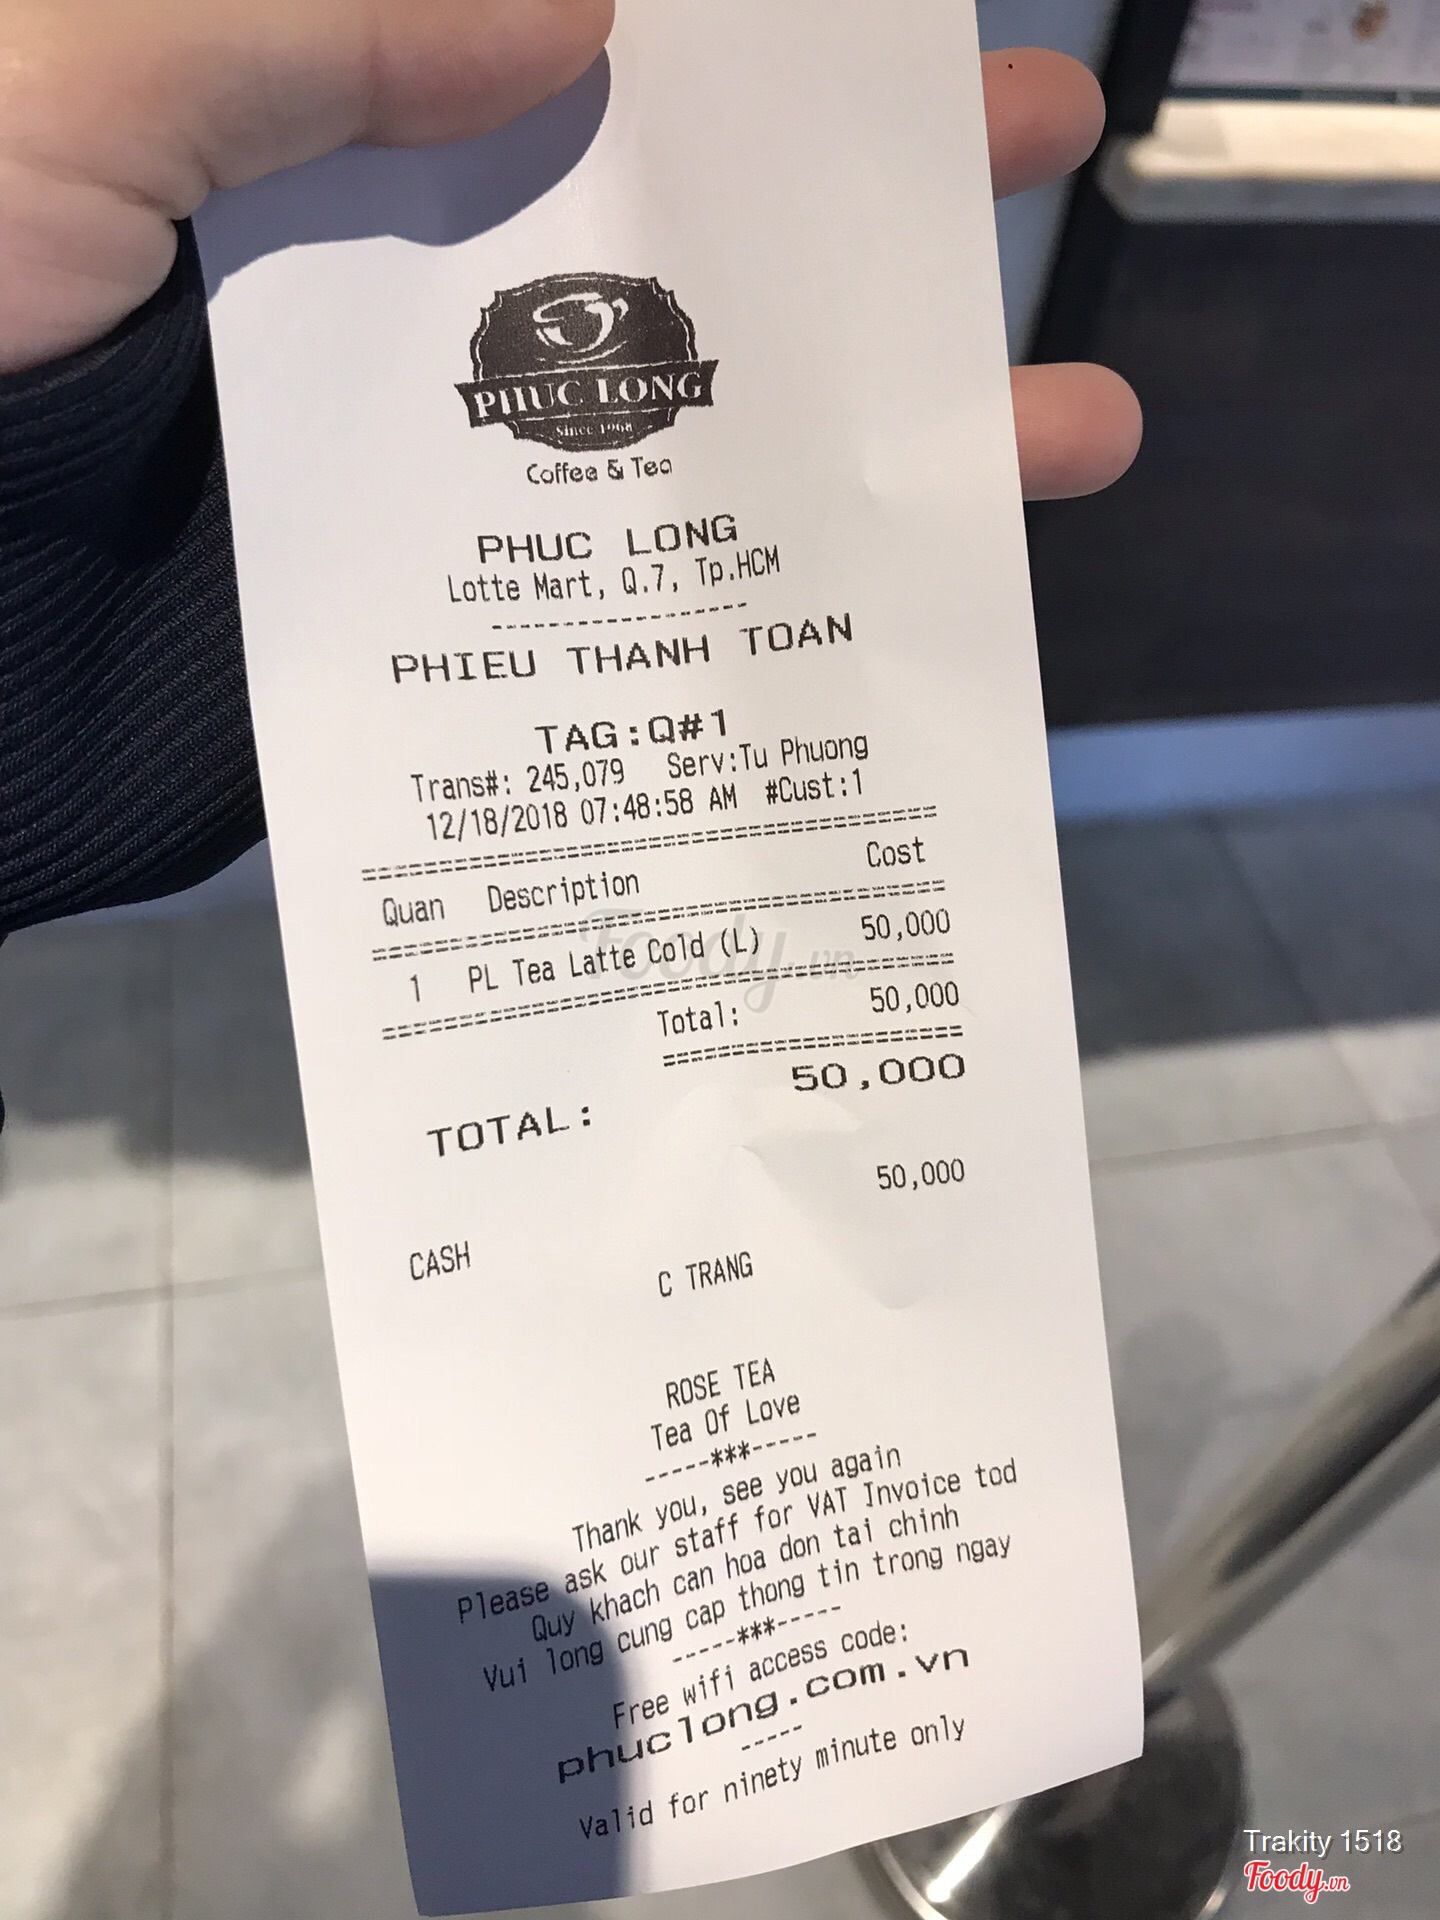 PHUC LONG
Since 1968
Coffee & Tea
PHUC LONG
Lotte Mart, Q.7, Tp.HCM
--------------------
PHIEU THANH TOAN
TAG:Q#1
Trans#: 245,079 Serv:Tu Phuong
12/18/2018 07:48:58 AM #Cust:1
Quan Description Cost
1 PL Tea Latte Cold (L) 50,000
Total: 50,000
TOTAL: 50,000
CASH 50,000
C TRANG
ROSE TEA
Tea Of Love
-----***-----
Thank you, see you again
Please ask our staff for VAT Invoice tod
Quy khach can hoa don tai chinh
Vui long cung cap thong tin trong ngay
-----***-----
Free wifi access code:
phuclong.com.vn
-----
Valid for ninety minute only
Foody.vn
Trakity 1518
Foody.vn